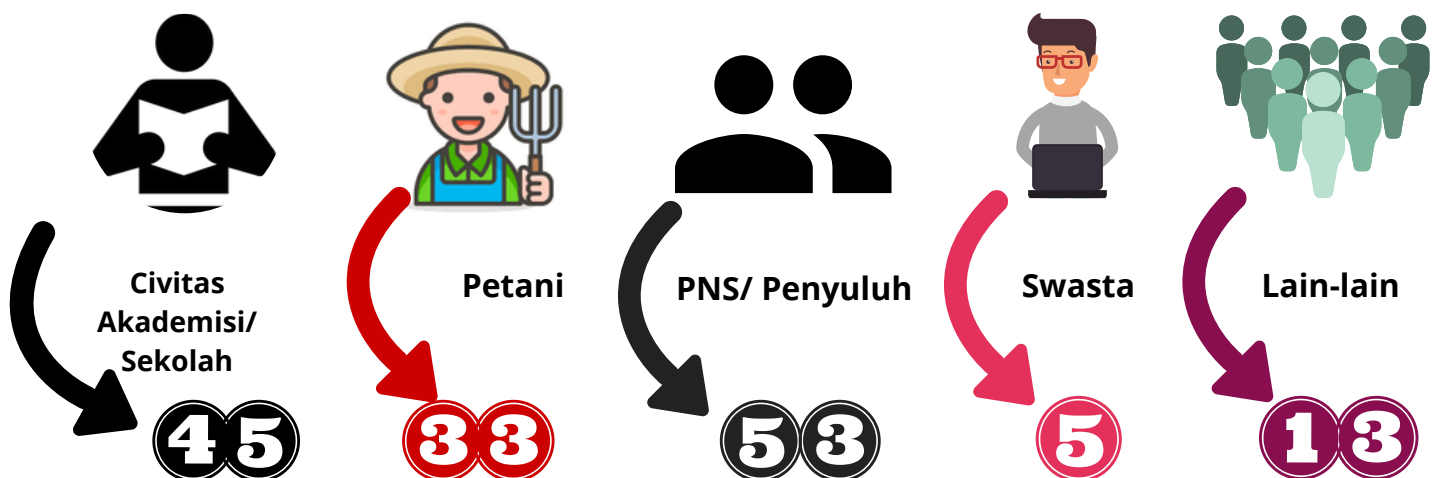 Civitas
Akademisi/
Sekolah
Petani
PNS/ Penyuluh
Swasta
Lain-lain
45
33
53
5
13